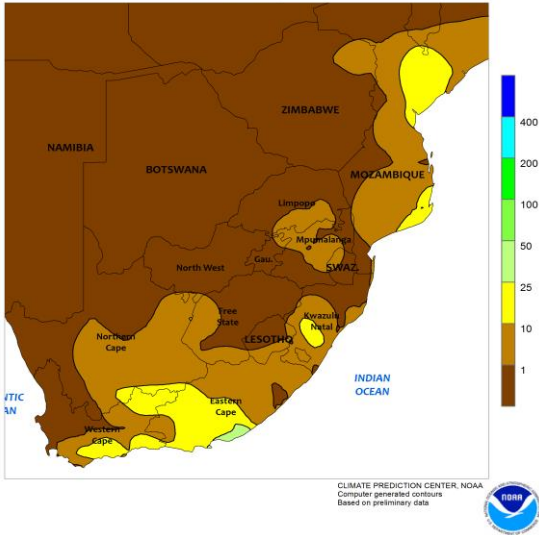 ZIMBABWE
NAMIBIA
BOTSWANA
MOZAMBIQUE
Limpopo
Mpumalanga
Gau.
North West
SWAZ.
Free
State
Kwazulu
Natal
LESOTHO
Northern
Cape
Eastern
Cape
Western
Cape
INDIAN
OCEAN
NTIC
AN
400
200
100
50
25
10
1
CLIMATE PREDICTION CENTER, NOAA
Computer generated contours
Based on preliminary data
NOAA